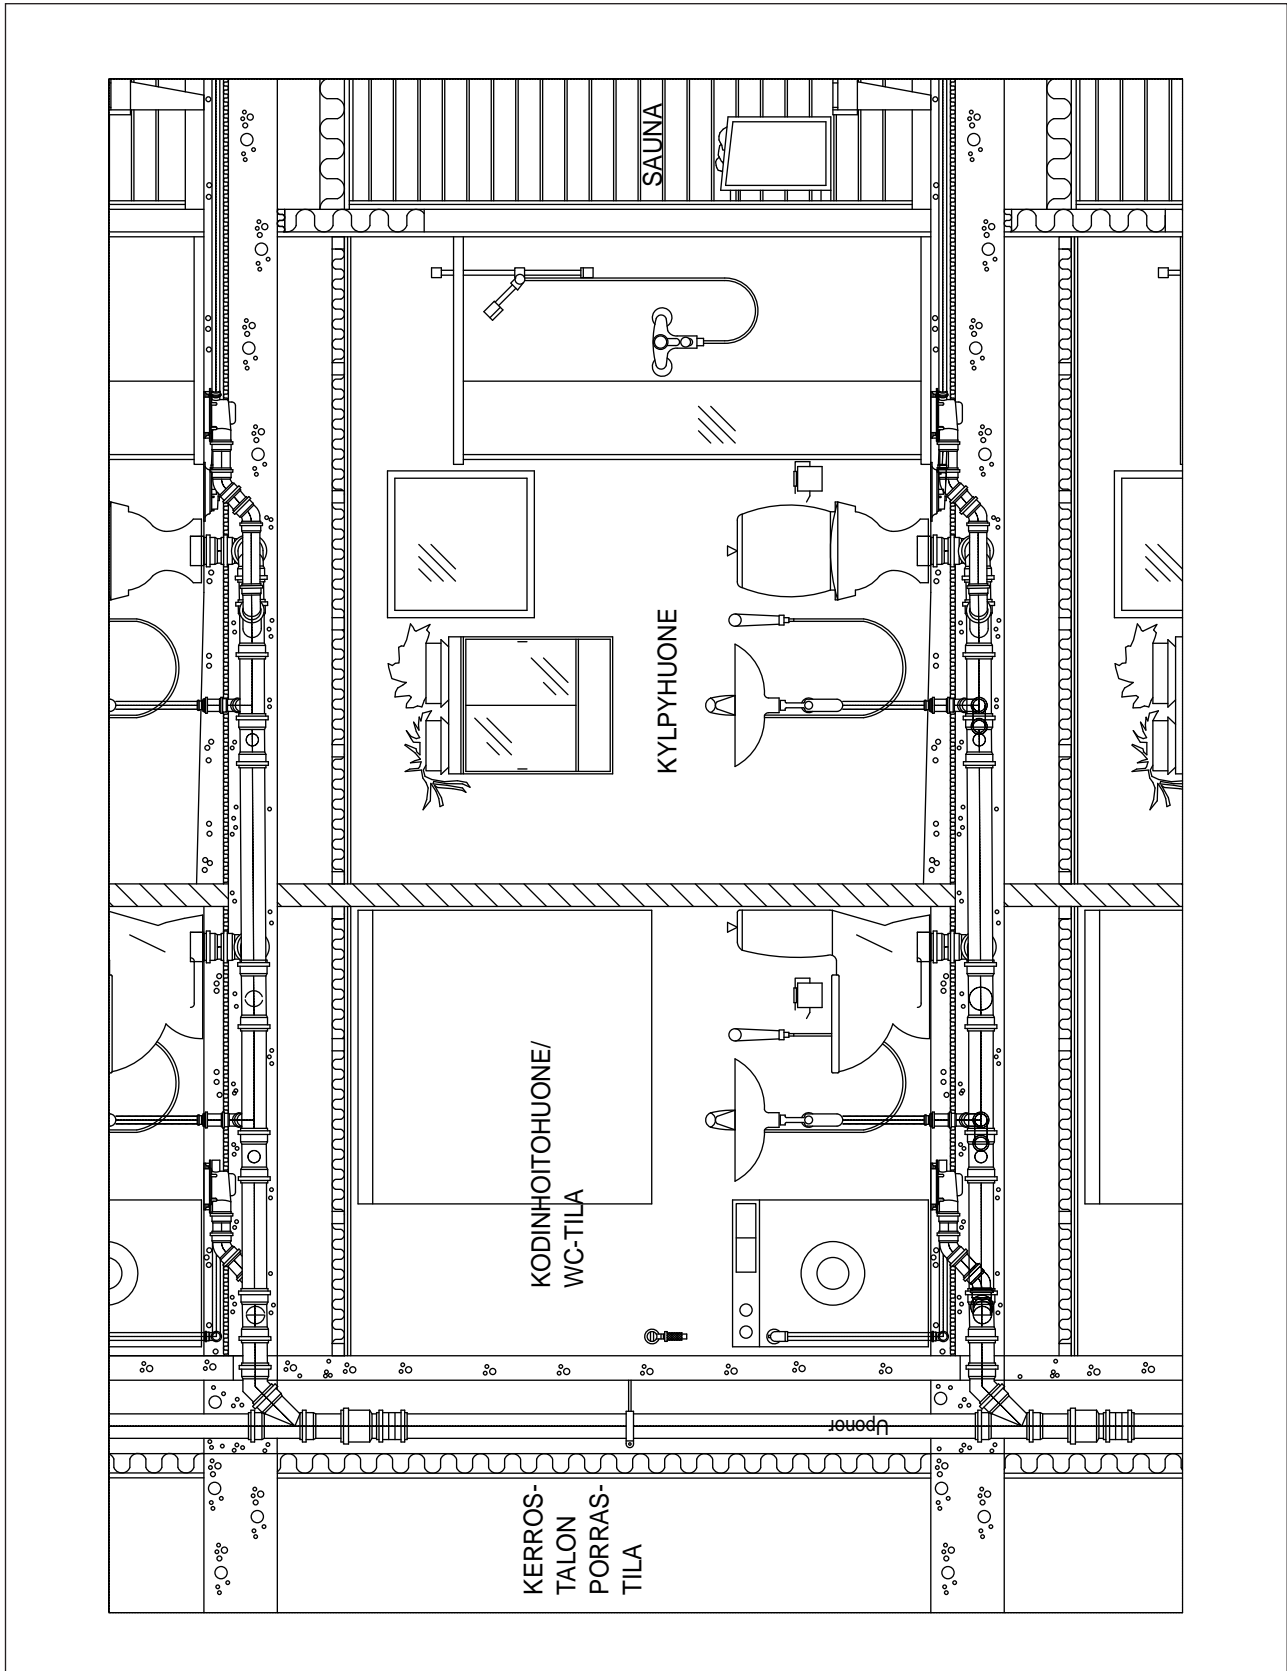 KERROS-
TALON
PORRAS-
TILA
Uponor
KODINHOITOHUONE/
WC-TILA
KYLPYHUONE
SAUNA